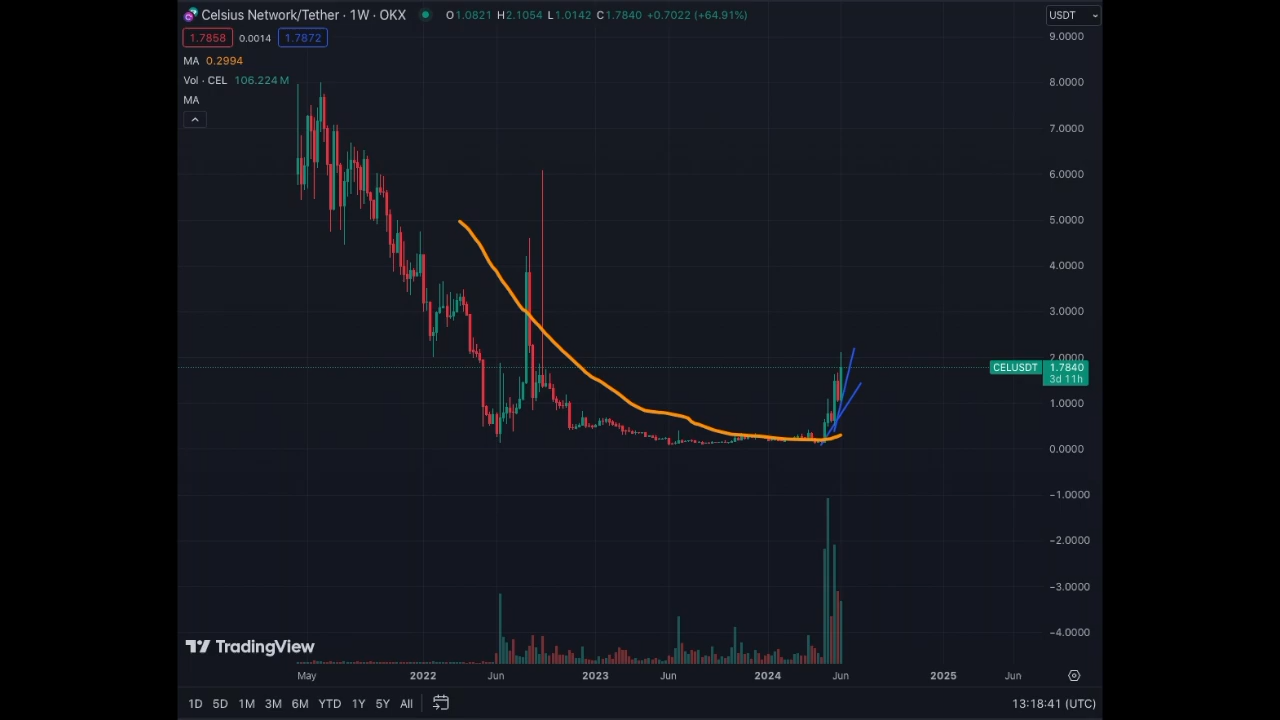 Celsius Network/Tether · 1W · OKX O1.0821 H2.1054 L1.0142 C1.7840 +0.7022 (+64.91%)
USDT
1.7858 0.0014 1.7872
MA 0.2994
Vol · CEL 106.224 M
MA
9.0000
8.0000
7.0000
6.0000
5.0000
4.0000
3.0000
2.0000
CELUSDT 1.7840
3d 11h
1.0000
0.0000
−1.0000
−2.0000
−3.0000
−4.0000
TradingView
May 2022 Jun 2023 Jun 2024 Jun 2025 Jun
1D 5D 1M 3M 6M YTD 1Y 5Y All 13:18:41 (UTC)